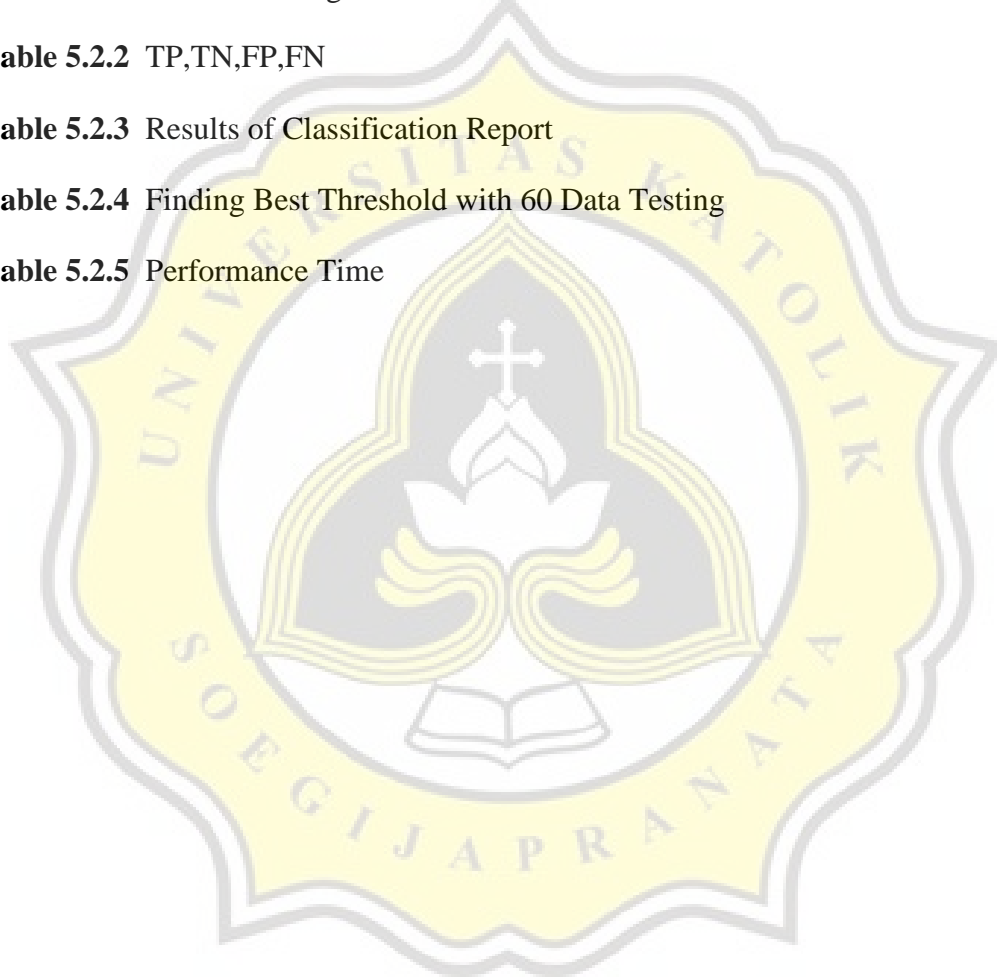 able 5.2.2 TP,TN,FP,FN
able 5.2.3 Results of Classification Report
able 5.2.4 Finding Best Threshold with 60 Data Testing
able 5.2.5 Performance Time
UNIVERSITAS KATOLIK
SOEGIJAPRANATA